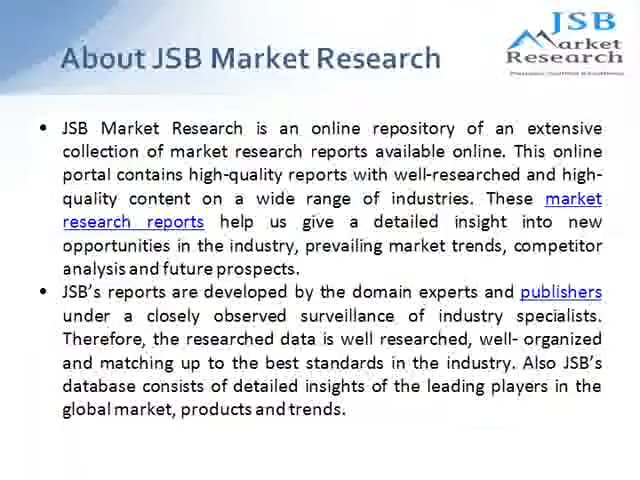 About JSB Market Research
JSB
Market
Research
• JSB Market Research is an online repository of an extensive
collection of market research reports available online. This online
portal contains high-quality reports with well-researched and high-
quality content on a wide range of industries. These market
research reports help us give a detailed insight into new
opportunities in the industry, prevailing market trends, competitor
analysis and future prospects.
• JSB’s reports are developed by the domain experts and publishers
under a closely observed surveillance of industry specialists.
Therefore, the researched data is well researched, well- organized
and matching up to the best standards in the industry. Also JSB’s
database consists of detailed insights of the leading players in the
global market, products and trends.